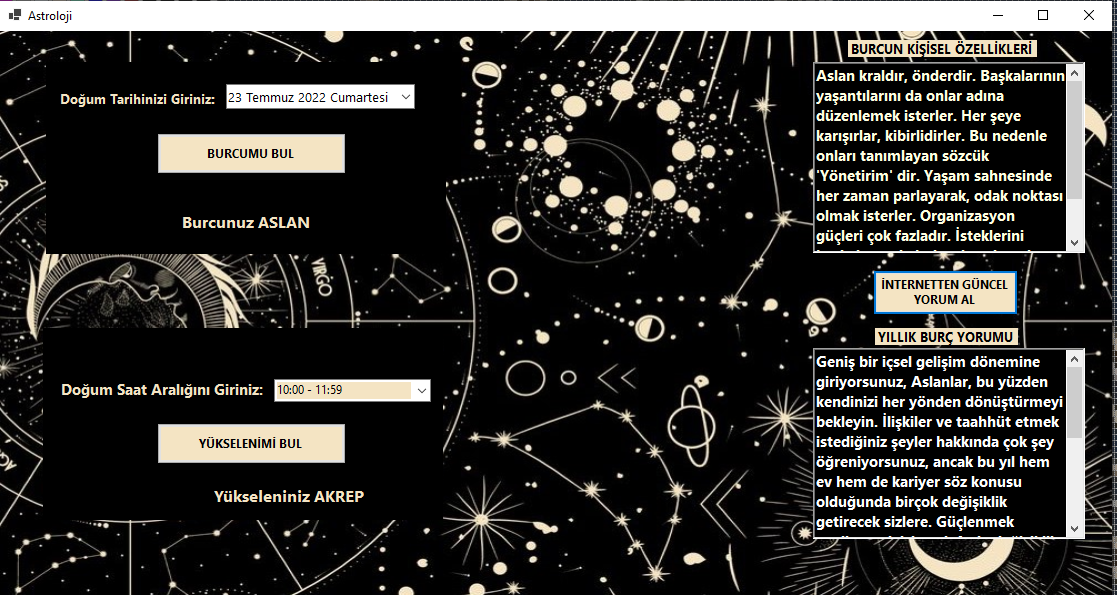 Astroloji
Doğum Tarihinizi Giriniz:
23 Temmuz 2022 Cumartesi
BURCUMU BUL
Burcunuz ASLAN
VIRGO
Doğum Saat Aralığını Giriniz:
10:00 - 11:59
YÜKSELENİMİ BUL
Yükseleniniz AKREP
BURCUN KİŞİSEL ÖZELLİKLERİ
Aslan kraldır, önderdir. Başkalarının
yaşantılarını da onlar adına
düzenlemek isterler. Her şeye
karışırlar, kibirlidirler. Bu nedenle
onları tanımlayan sözcük
'Yönetirim' dir. Yaşam sahnesinde
her zaman parlayarak, odak noktası
olmak isterler. Organizasyon
güçleri çok fazladır. İsteklerini
İNTERNETTEN GÜNCEL
YORUM AL
YILLIK BURÇ YORUMU
Geniş bir içsel gelişim dönemine
giriyorsunuz, Aslanlar, bu yüzden
kendinizi her yönden dönüştürmeyi
bekleyin. İlişkiler ve taahhüt etmek
istediğiniz şeyler hakkında çok şey
öğreniyorsunuz, ancak bu yıl hem
ev hem de kariyer söz konusu
olduğunda birçok değişiklik
getirecek sizlere. Güçlenmek